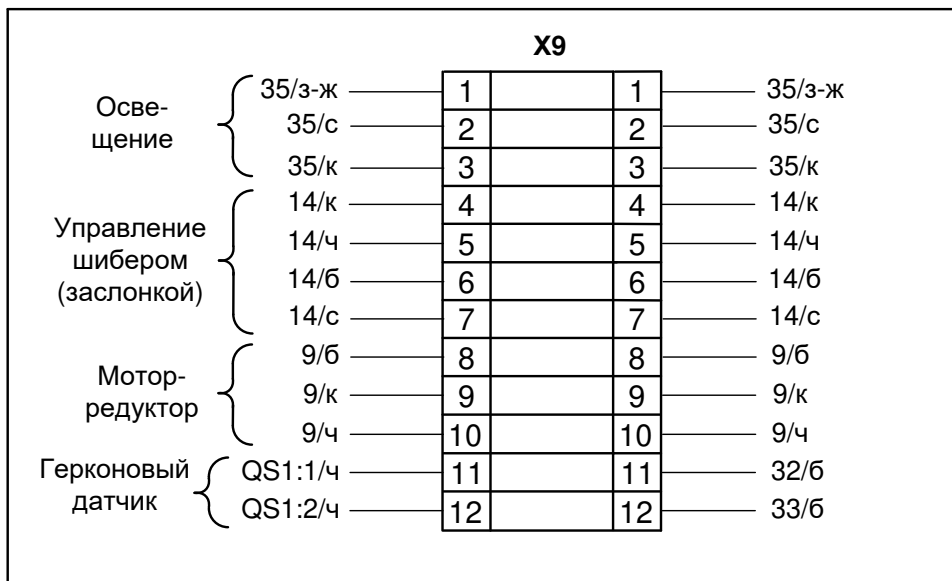 X9
Осве-
щение
35/з-ж 1 1 35/з-ж
35/с 2 2 35/с
35/к 3 3 35/к
Управление
шибером
(заслонкой)
14/к 4 4 14/к
14/ч 5 5 14/ч
14/б 6 6 14/б
14/с 7 7 14/с
Мотор-
редуктор
9/б 8 8 9/б
9/к 9 9 9/к
9/ч 10 10 9/ч
Герконовый
датчик
QS1:1/ч 11 11 32/б
QS1:2/ч 12 12 33/б